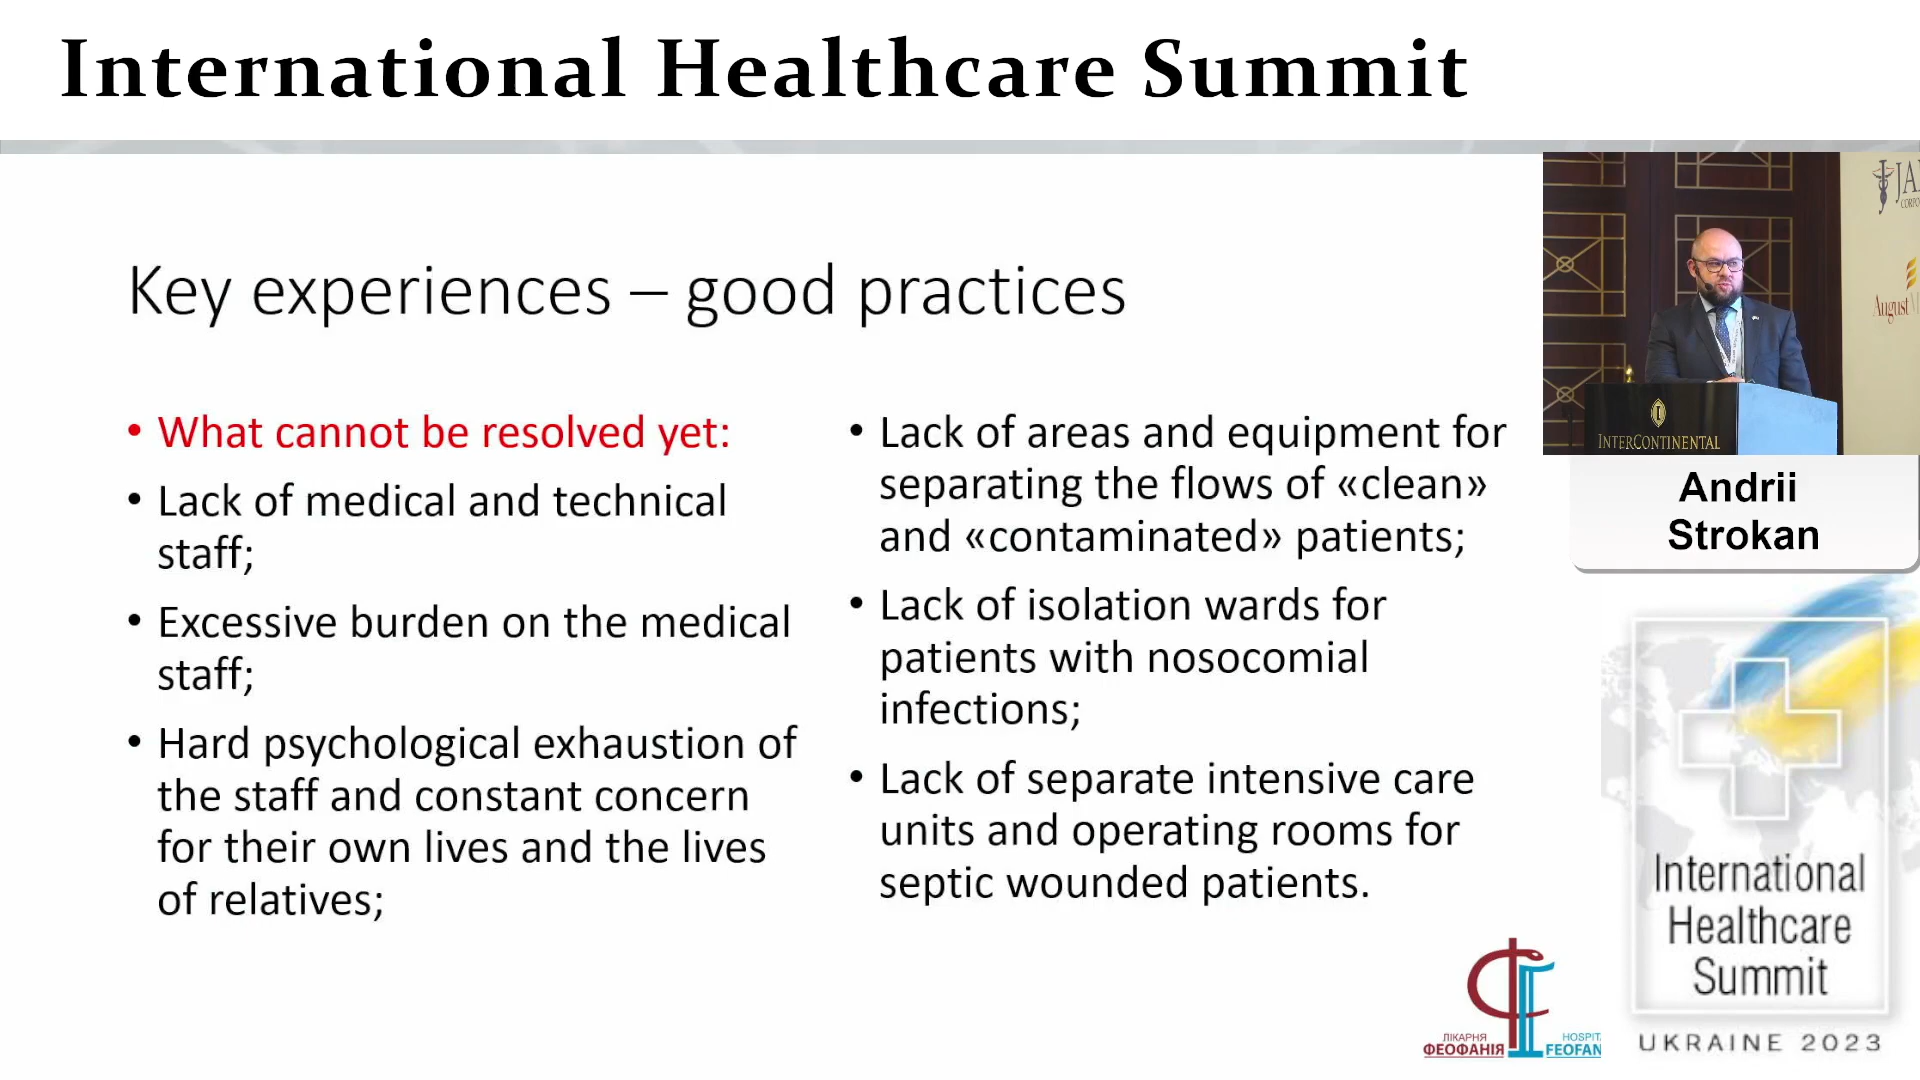 International Healthcare Summit
Key experiences – good practices
• What cannot be resolved yet:
• Lack of medical and technical
staff;
• Excessive burden on the medical
staff;
• Hard psychological exhaustion of
the staff and constant concern
for their own lives and the lives
of relatives;
• Lack of areas and equipment for
separating the flows of «clean»
and «contaminated» patients;
• Lack of isolation wards for
patients with nosocomial
infections;
• Lack of separate intensive care
units and operating rooms for
septic wounded patients.
August
INTERCONTINENTAL
Andrii
Strokan
International
Healthcare
Summit
UKRAINE 2023
ЛІКАРНЯ
ФЕОФАНІЯ
HOSPIT
FEOFAN